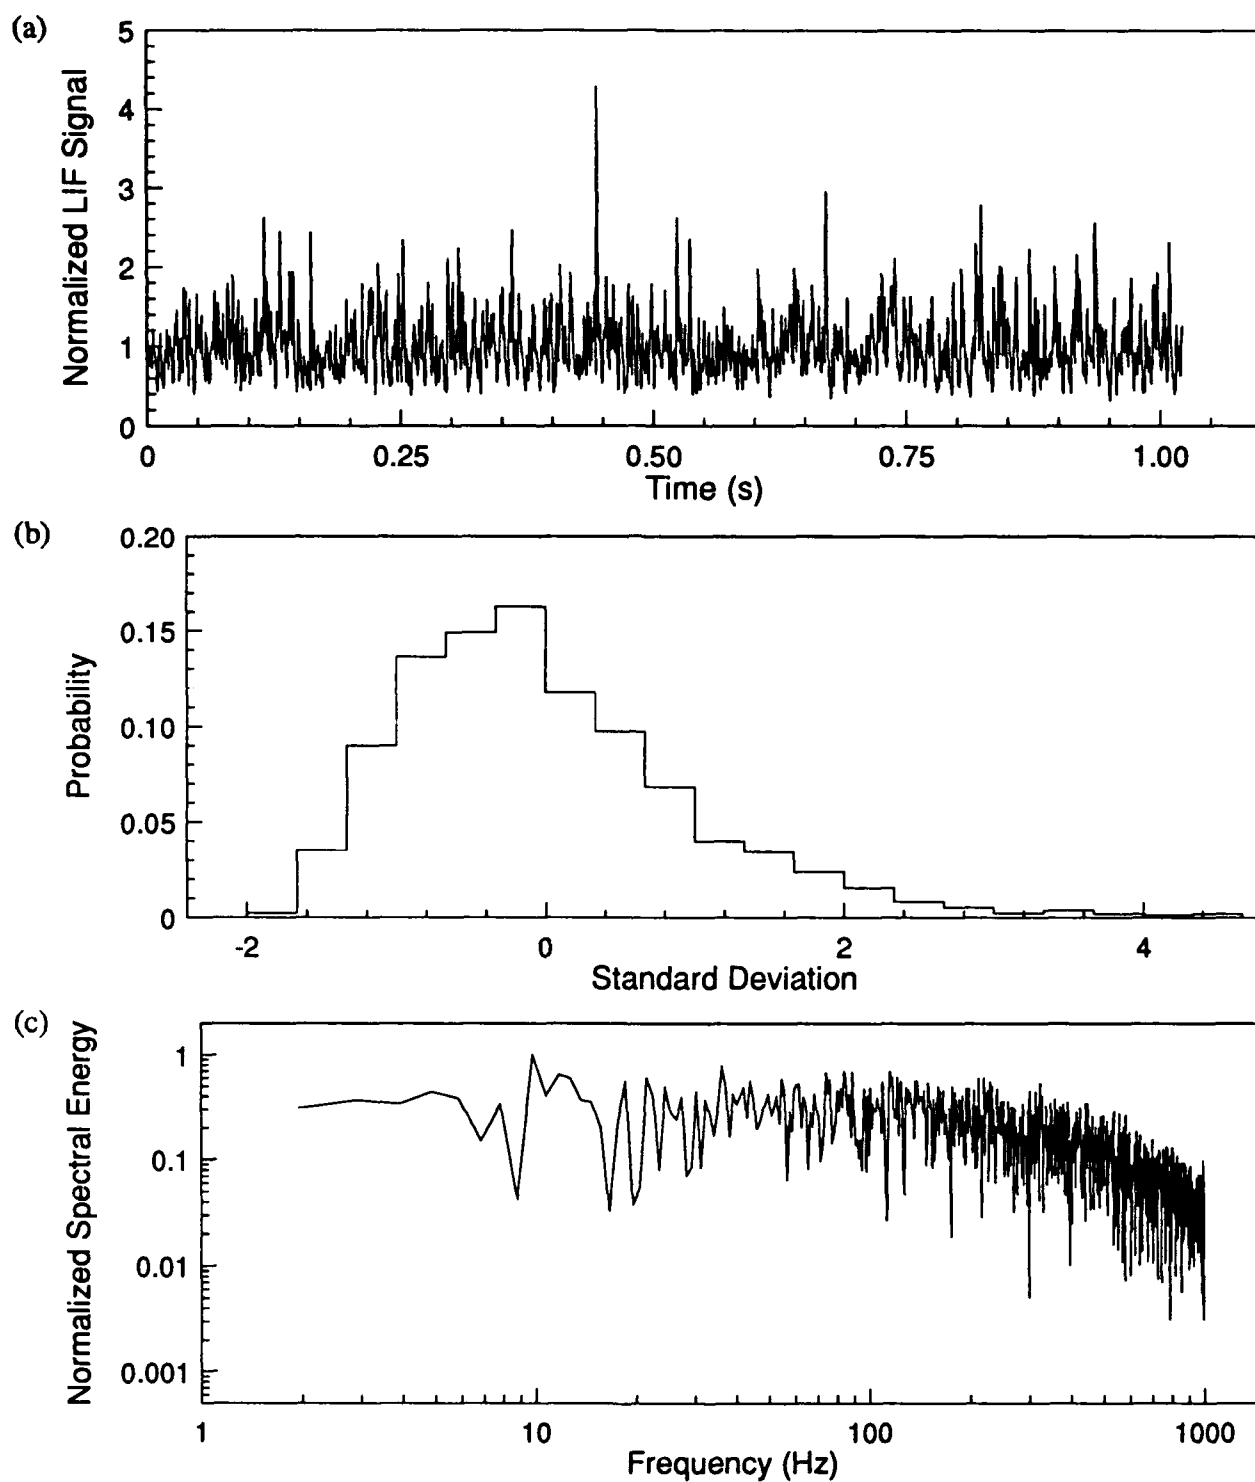 (a)
Normalized LIF Signal
5
4
3
2
1
0
0 0.25 0.50 0.75 1.00
Time (s)
(b)
Probability
0.20
0.15
0.10
0.05
0
-2 0 2 4
Standard Deviation
(c)
Normalized Spectral Energy
1
0.1
0.01
0.001
1 10 100 1000
Frequency (Hz)